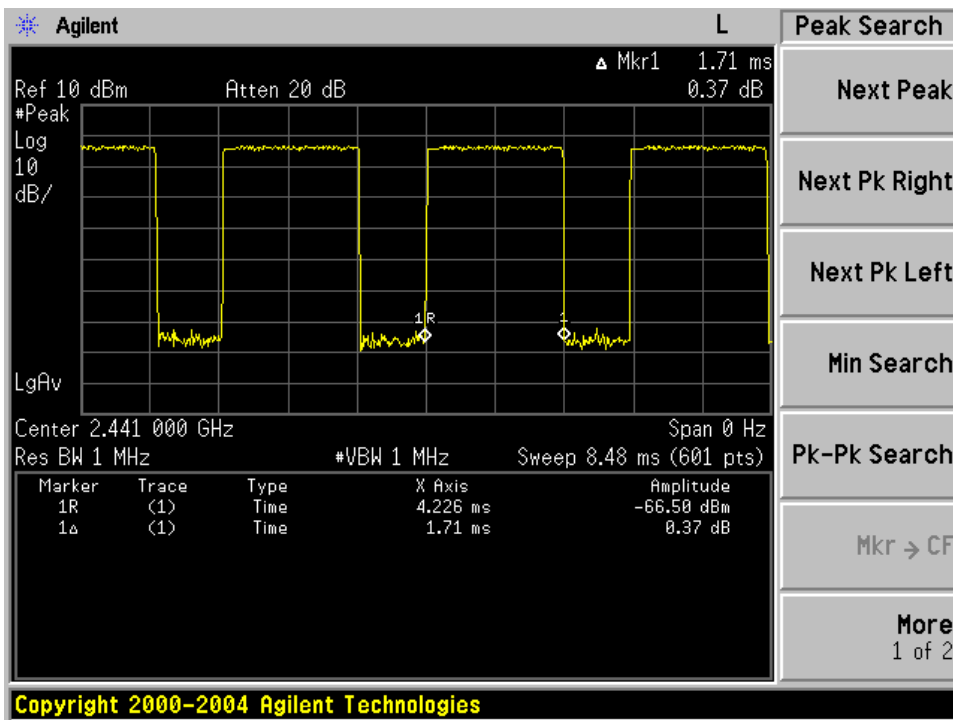 Agilent
L
Peak Search
Δ Mkr1 1.71 ms
Ref 10 dBm Atten 20 dB 0.37 dB
#Peak
Log
10
dB/
1R
1
LgAv
Center 2.441 000 GHz Span 0 Hz
Res BW 1 MHz #VBW 1 MHz Sweep 8.48 ms (601 pts)
Marker Trace Type X Axis Amplitude
1R (1) Time 4.226 ms -66.50 dBm
1Δ (1) Time 1.71 ms 0.37 dB
Next Peak
Next Pk Right
Next Pk Left
Min Search
Pk-Pk Search
Mkr → CF
More
1 of 2
Copyright 2000-2004 Agilent Technologies